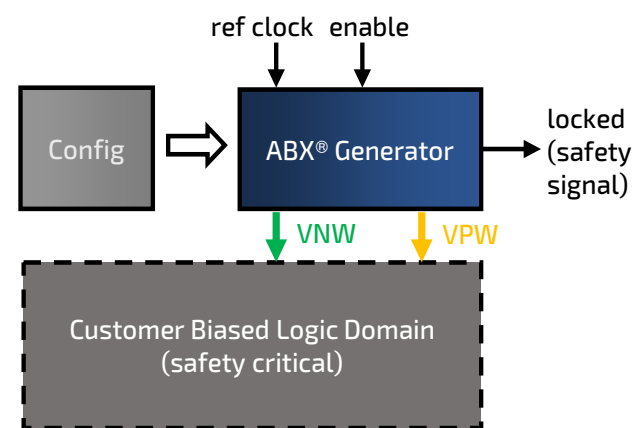 ref clock enable
Config
ABX® Generator
locked
(safety
signal)
VNW
VPW
Customer Biased Logic Domain
(safety critical)